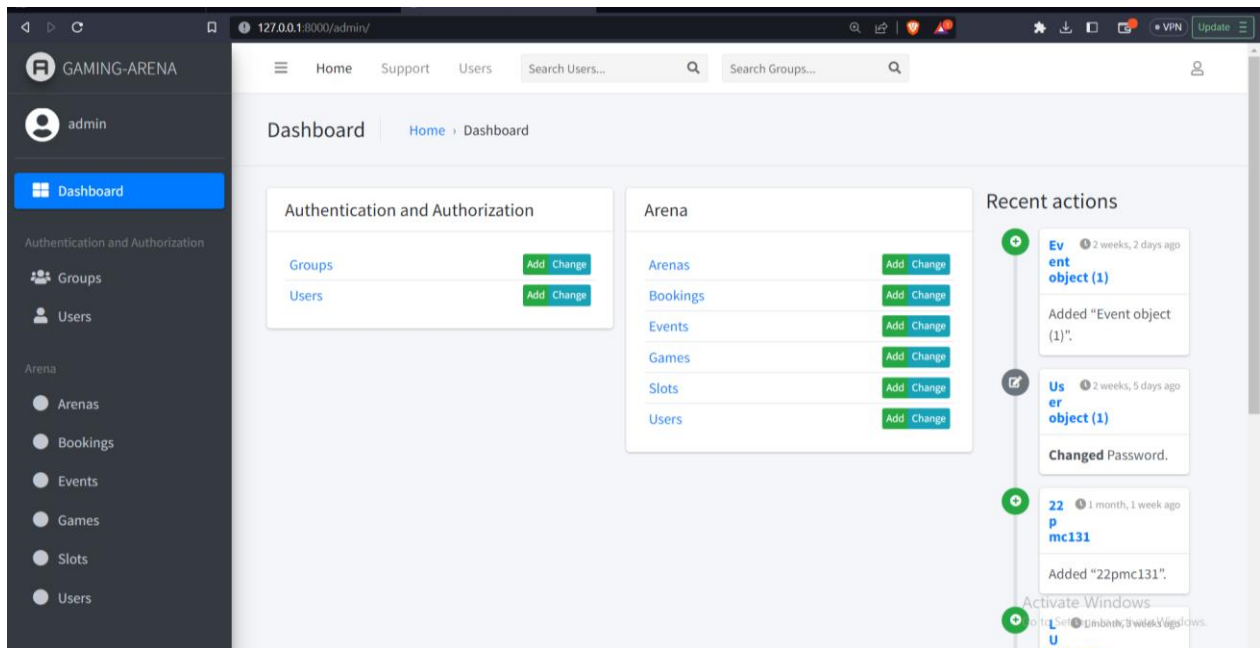 127.0.0.1:8000/admin/
VPN
Update
GAMING-ARENA
Home Support Users Search Users... Search Groups...
admin
Dashboard Home › Dashboard
Dashboard
Authentication and Authorization
Groups
Users
Arena
Arenas
Bookings
Events
Games
Slots
Users
Authentication and Authorization
Groups Add Change
Users Add Change
Arena
Arenas Add Change
Bookings Add Change
Events Add Change
Games Add Change
Slots Add Change
Users Add Change
Recent actions
Ev 2 weeks, 2 days ago
ent
object (1)
Added “Event object
(1)”.
Us 2 weeks, 5 days ago
er
object (1)
Changed Password.
22 1 month, 1 week ago
p
mc131
Added “22pmc131”.
Activate Windows
L
U